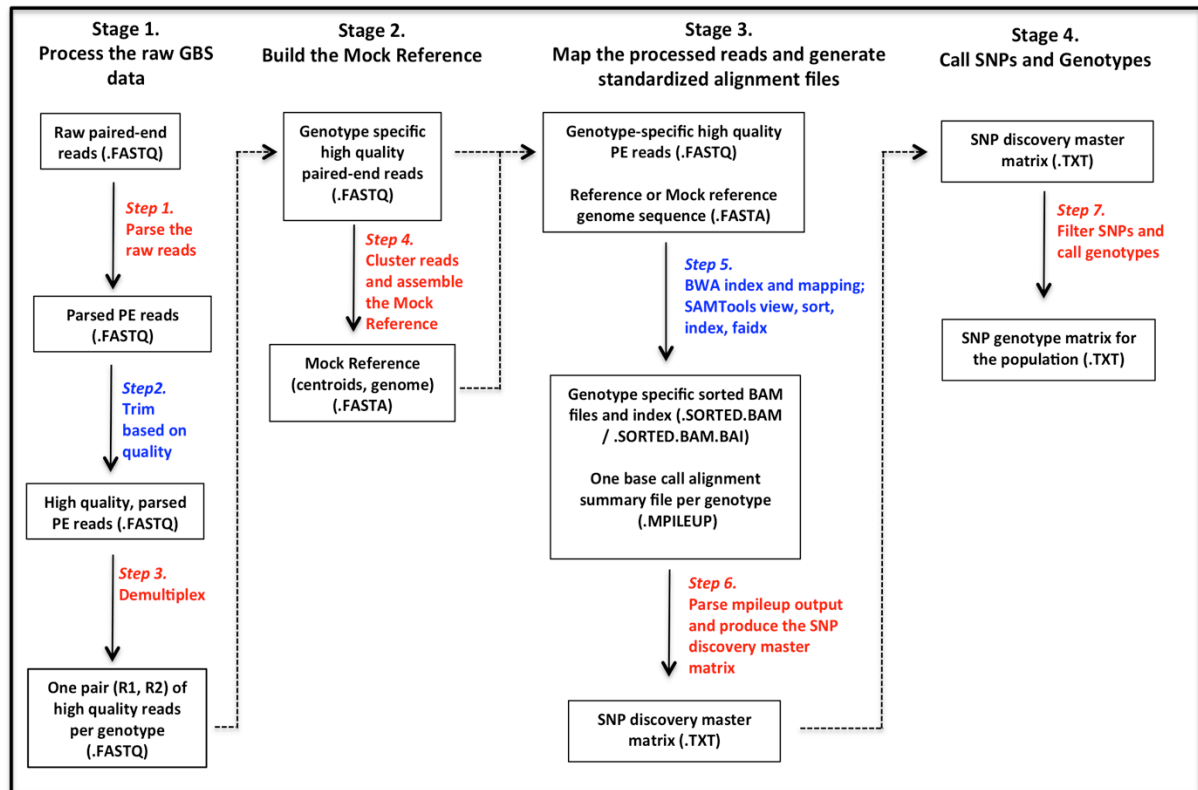 Stage 1.
Process the raw GBS
data
Raw paired-end
reads (.FASTQ)
Step 1.
Parse the
raw reads
Parsed PE reads
(.FASTQ)
Step2.
Trim
based on
quality
High quality, parsed
PE reads (.FASTQ)
Step 3.
Demultiplex
One pair (R1, R2) of
high quality reads
per genotype
(.FASTQ)
Stage 2.
Build the Mock Reference
Genotype specific
high quality
paired-end reads
(.FASTQ)
Step 4.
Cluster reads
and assemble
the Mock
Reference
Mock Reference
(centroids, genome)
(.FASTA)
Stage 3.
Map the processed reads and generate
standardized alignment files
Genotype-specific high quality
PE reads (.FASTQ)
Reference or Mock reference
genome sequence (.FASTA)
Step 5.
BWA index and mapping;
SAMTools view, sort,
index, faidx
Genotype specific sorted BAM
files and index (.SORTED.BAM
/ .SORTED.BAM.BAI)
One base call alignment
summary file per genotype
(.MPILEUP)
Step 6.
Parse mpileup output
and produce the SNP
discovery master
matrix
SNP discovery master
matrix (.TXT)
Stage 4.
Call SNPs and Genotypes
SNP discovery master
matrix (.TXT)
Step 7.
Filter SNPs and
call genotypes
SNP genotype matrix for
the population (.TXT)